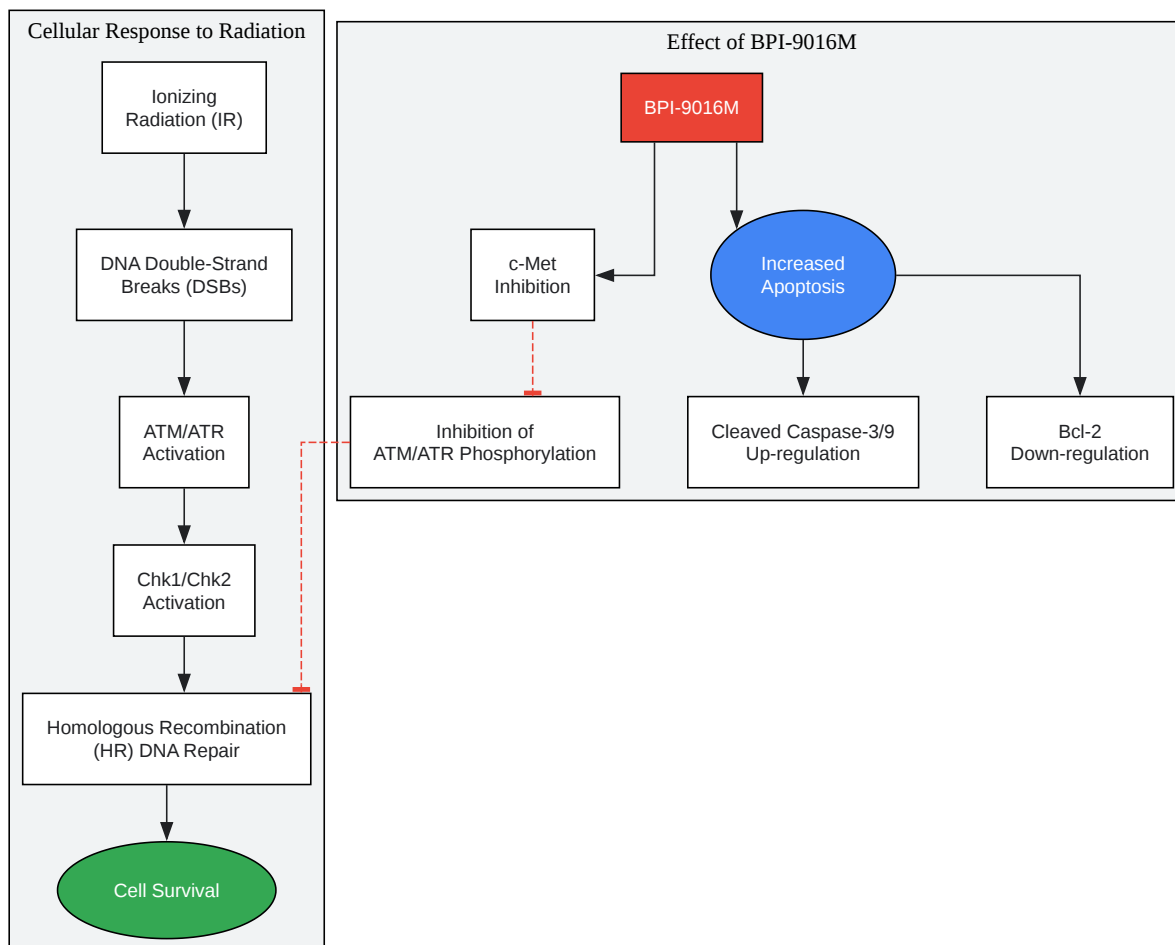 Cellular Response to Radiation
Ionizing
Radiation (IR)
DNA Double-Strand
Breaks (DSBs)
ATM/ATR
Activation
Chk1/Chk2
Activation
Homologous Recombination
(HR) DNA Repair
Cell Survival
Effect of BPI-9016M
BPI-9016M
c-Met
Inhibition
Increased
Apoptosis
Inhibition of
ATM/ATR Phosphorylation
Cleaved Caspase-3/9
Up-regulation
Bcl-2
Down-regulation